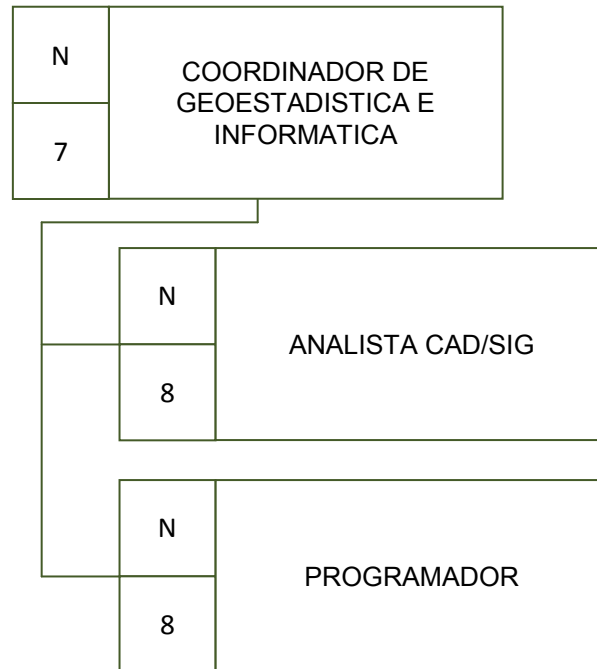 N
7
COORDINADOR DE
GEOESTADISTICA E
INFORMATICA
N
8
ANALISTA CAD/SIG
N
8
PROGRAMADOR